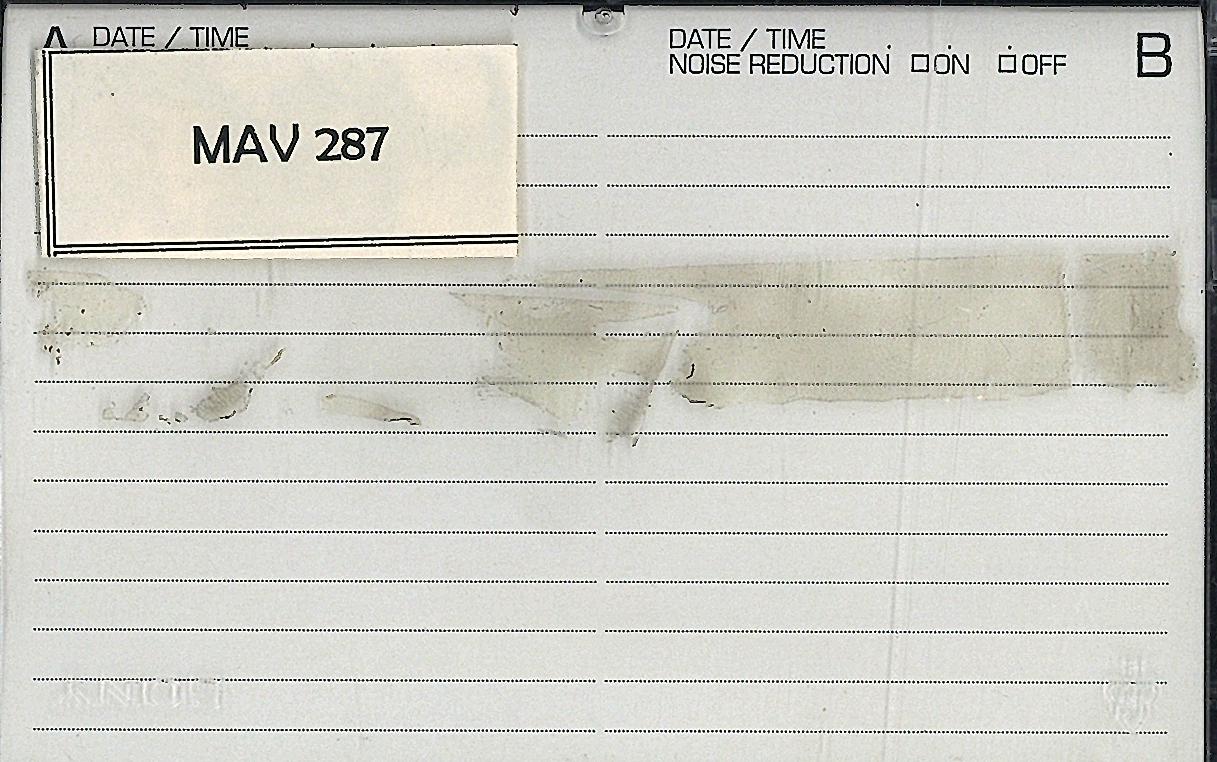 A DATE / TIME
MAV 287
DATE / TIME
NOISE REDUCTION □ON □OFF
B